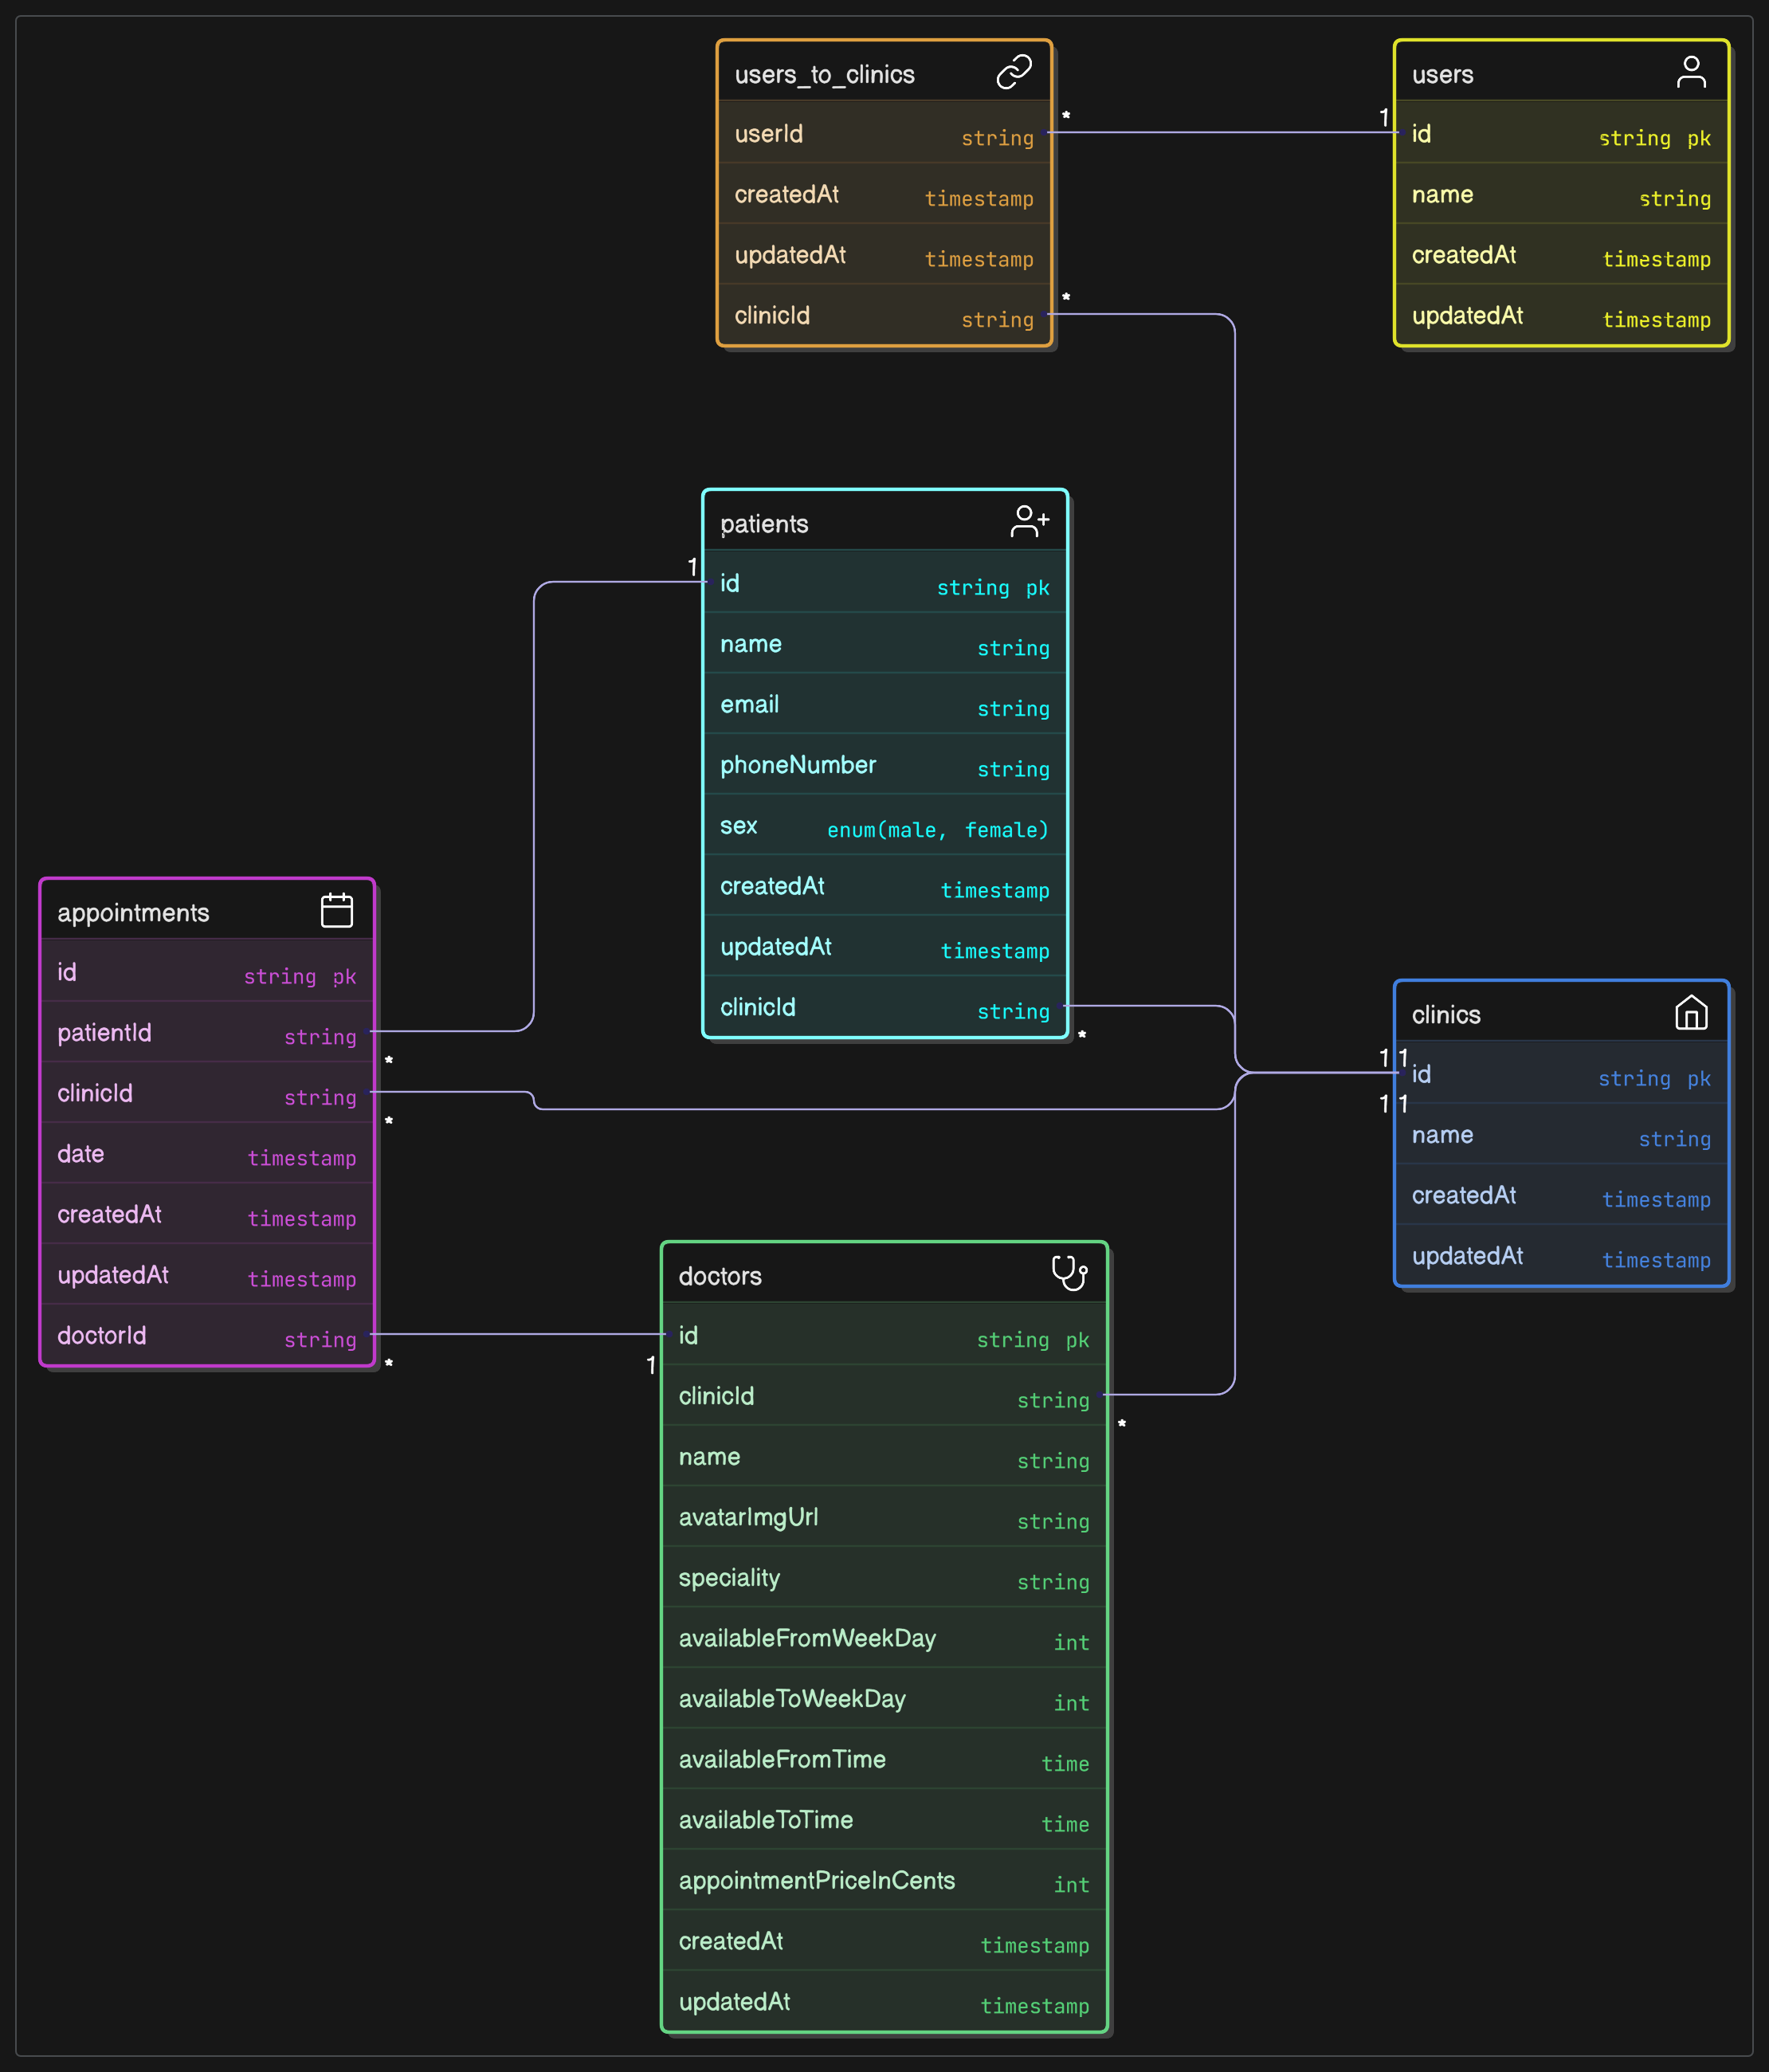 users_to_clinics
userId string
createdAt timestamp
updatedAt timestamp
clinicId string
*
*
users
id string pk
name string
createdAt timestamp
updatedAt timestamp
1
patients
id string pk
name string
email string
phoneNumber string
sex enum(male, female)
createdAt timestamp
updatedAt timestamp
clinicId string
1
*
appointments
id string pk
patientId string
clinicId string
date timestamp
createdAt timestamp
updatedAt timestamp
doctorId string
*
*
*
clinics
id string pk
name string
createdAt timestamp
updatedAt timestamp
1 1
1 1
doctors
id string pk
clinicId string
name string
avatarImgUrl string
speciality string
availableFromWeekDay int
availableToWeekDay int
availableFromTime time
availableToTime time
appointmentPriceInCents int
createdAt timestamp
updatedAt timestamp
1
*